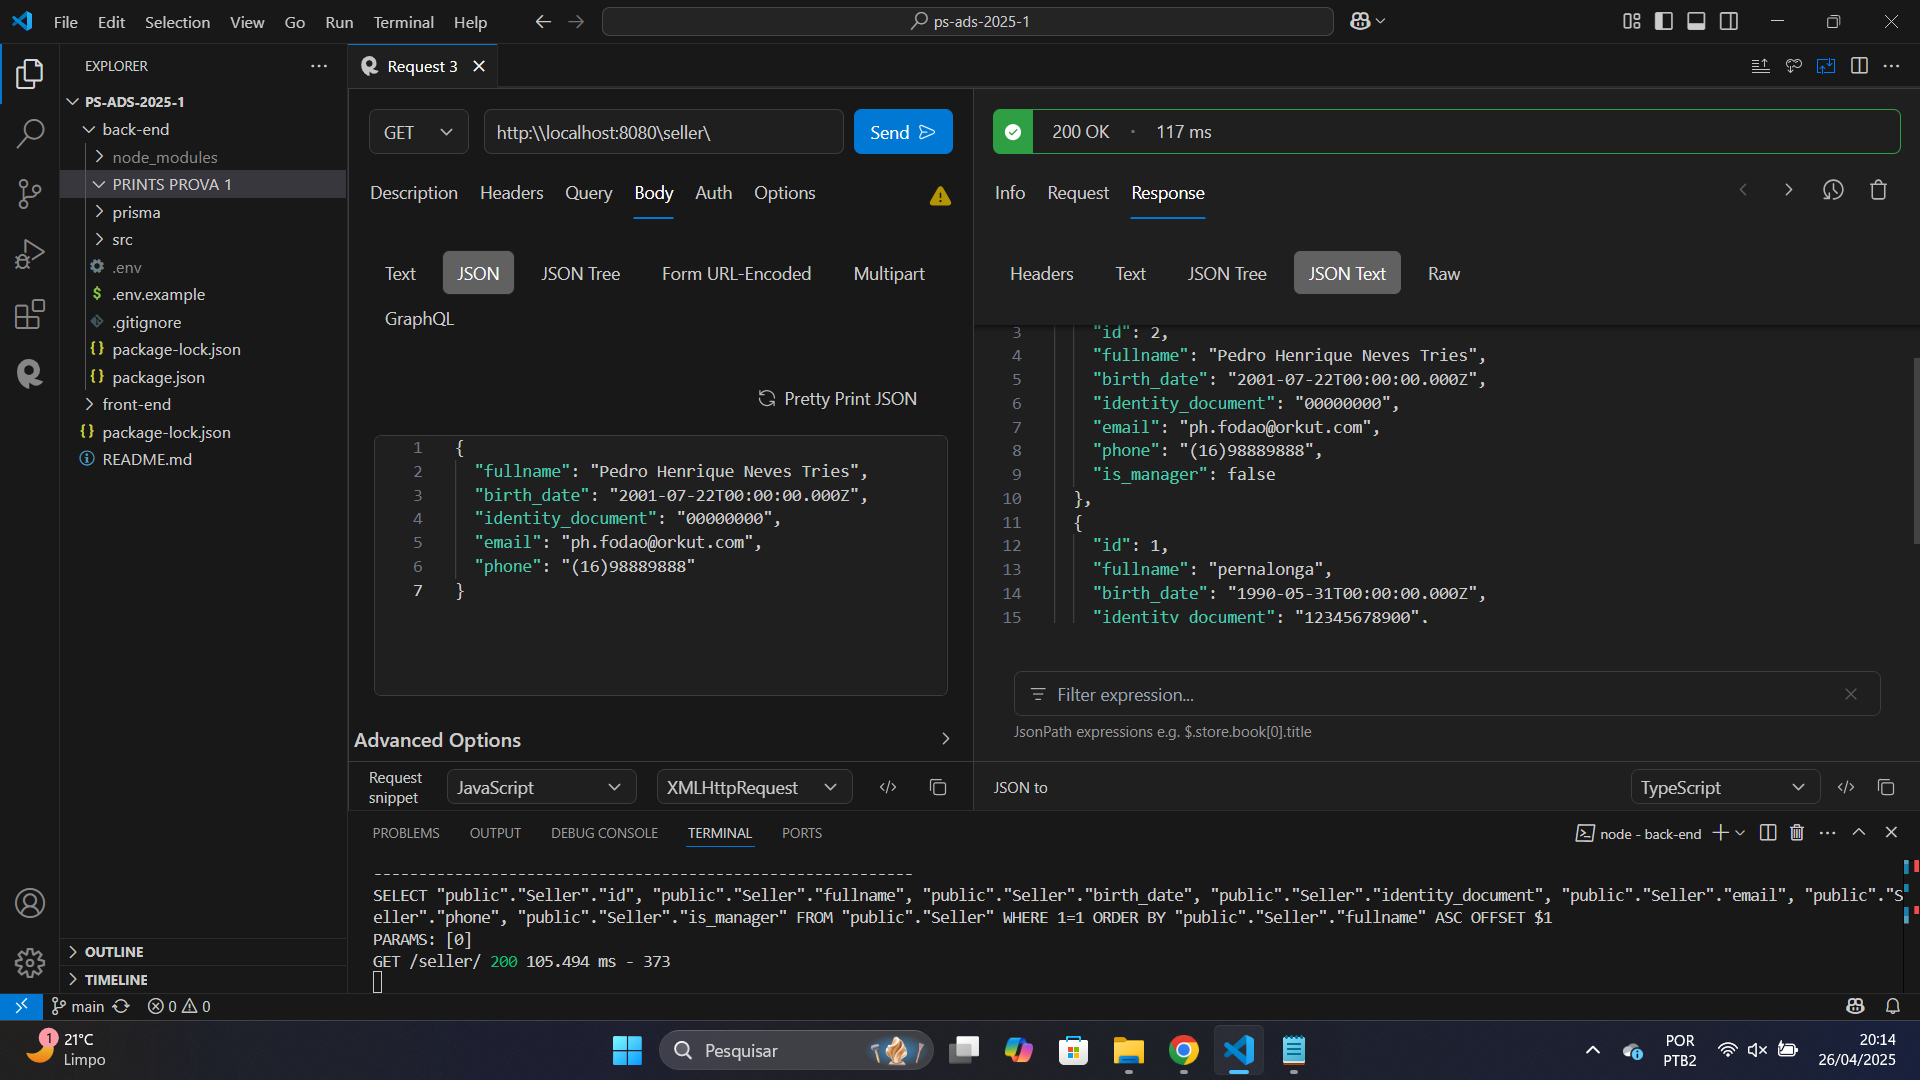 File Edit Selection View Go Run Terminal Help
ps-ads-2025-1
EXPLORER
PS-ADS-2025-1
back-end
node_modules
PRINTS PROVA 1
prisma
src
.env
$ .env.example
.gitignore
{} package-lock.json
{} package.json
front-end
{} package-lock.json
README.md
OUTLINE
TIMELINE
Request 3
GET
http:\\localhost:8080\seller\
Send
Description Headers Query Body Auth Options
Text JSON JSON Tree Form URL-Encoded Multipart
GraphQL
Pretty Print JSON
1 {
2 "fullname": "Pedro Henrique Neves Tries",
3 "birth_date": "2001-07-22T00:00:00.000Z",
4 "identity_document": "00000000",
5 "email": "ph.fodao@orkut.com",
6 "phone": "(16)98889888"
7 }
Advanced Options
Request
snippet
JavaScript
XMLHttpRequest
200 OK · 117 ms
Info Request Response
Headers Text JSON Tree JSON Text Raw
3 "id": 2,
4 "fullname": "Pedro Henrique Neves Tries",
5 "birth_date": "2001-07-22T00:00:00.000Z",
6 "identity_document": "00000000",
7 "email": "ph.fodao@orkut.com",
8 "phone": "(16)98889888",
9 "is_manager": false
10 },
11 {
12 "id": 1,
13 "fullname": "pernalonga",
14 "birth_date": "1990-05-31T00:00:00.000Z",
15 "identity_document": "12345678900",
Filter expression...
JsonPath expressions e.g. $.store.book[0].title
JSON to
TypeScript
PROBLEMS OUTPUT DEBUG CONSOLE TERMINAL PORTS
node - back-end
------------------------------------------------------------
SELECT "public"."Seller"."id", "public"."Seller"."fullname", "public"."Seller"."birth_date", "public"."Seller"."identity_document", "public"."Seller"."email", "public"."S
eller"."phone", "public"."Seller"."is_manager" FROM "public"."Seller" WHERE 1=1 ORDER BY "public"."Seller"."fullname" ASC OFFSET $1
PARAMS: [0]
GET /seller/ 200 105.494 ms - 373
main
0 0
1
21°C
Limpo
Pesquisar
POR
PTB2
20:14
26/04/2025